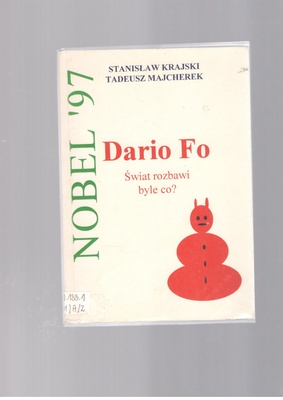 STANISŁAW KRAJSKI
TADEUSZ MAJCHEREK
NOBEL '97
Dario Fo
Świat rozbawi
byle co?